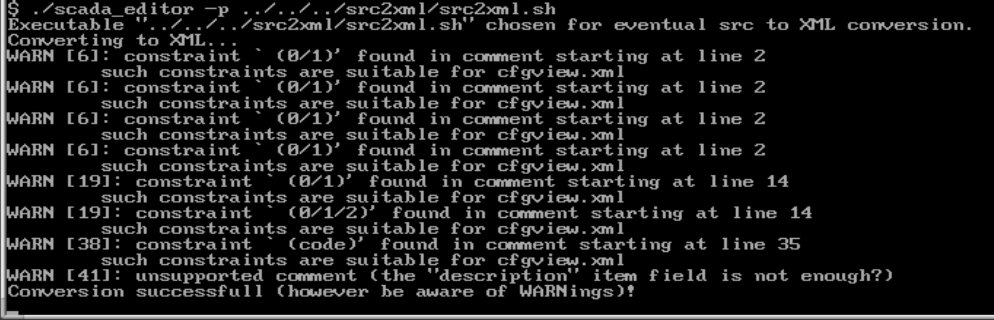 $ ./scada_editor -p ../../../src2xml/src2xml.sh
Executable "../../../src2xml/src2xml.sh" chosen for eventual src to XML conversion.
Converting to XML...
WARN [6]: constraint ` (0/1)' found in comment starting at line 2
such constraints are suitable for cfgview.xml
WARN [6]: constraint ` (0/1)' found in comment starting at line 2
such constraints are suitable for cfgview.xml
WARN [6]: constraint ` (0/1)' found in comment starting at line 2
such constraints are suitable for cfgview.xml
WARN [6]: constraint ` (0/1)' found in comment starting at line 2
such constraints are suitable for cfgview.xml
WARN [19]: constraint ` (0/1)' found in comment starting at line 14
such constraints are suitable for cfgview.xml
WARN [19]: constraint ` (0/1/2)' found in comment starting at line 14
such constraints are suitable for cfgview.xml
WARN [38]: constraint ` (code)' found in comment starting at line 35
such constraints are suitable for cfgview.xml
WARN [41]: unsupported comment (the "description" item field is not enough?)
Conversion successfull (however be aware of WARNings)!